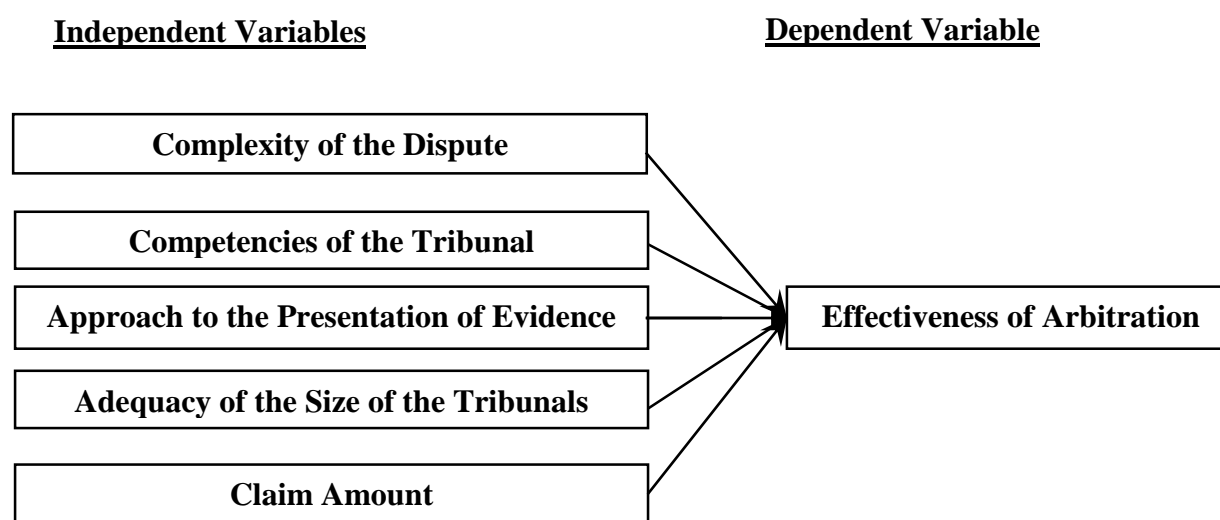 Independent Variables
Dependent Variable
Complexity of the Dispute
Competencies of the Tribunal
Approach to the Presentation of Evidence
Effectiveness of Arbitration
Adequacy of the Size of the Tribunals
Claim Amount